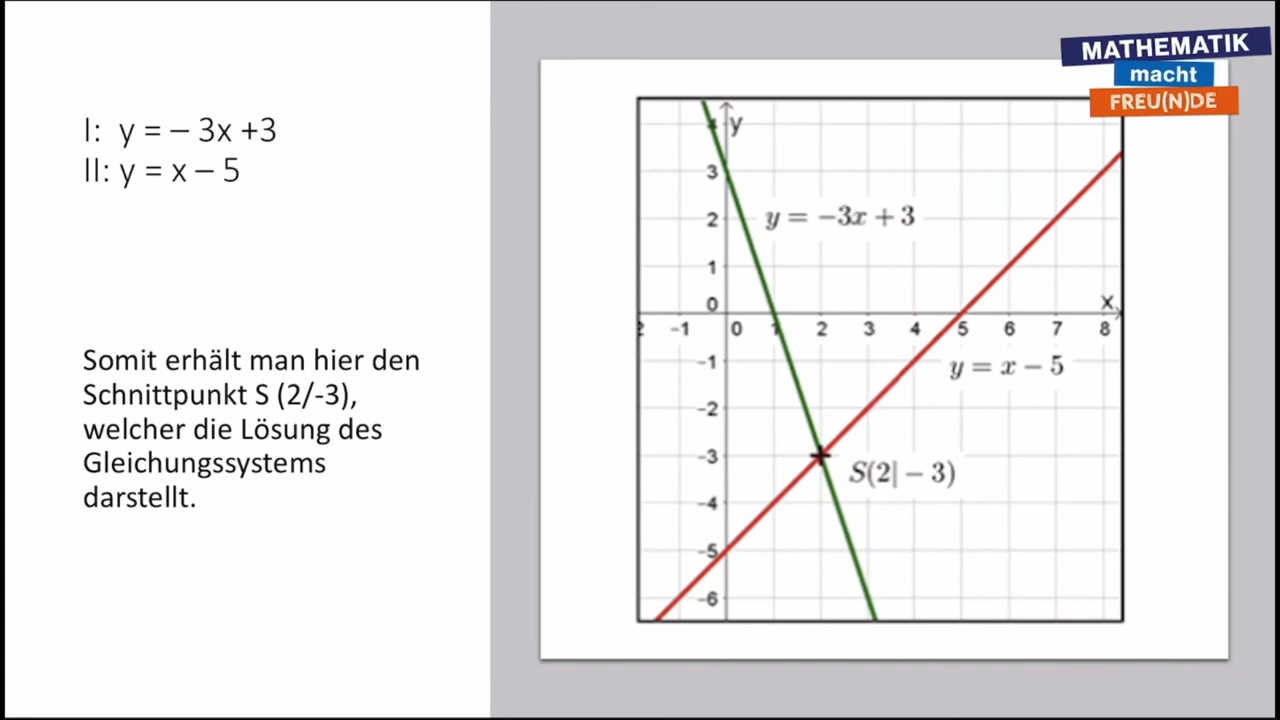 MATHEMATIK
macht
FREU(N)DE
I: y = – 3x +3
II: y = x – 5
Somit erhält man hier den
Schnittpunkt S (2/-3),
welcher die Lösung des
Gleichungssystems
darstellt.
y
3
y = −3x + 3
2
1
0
x
-1 0 1 2 3 4 5 6 7 8
-1
y = x − 5
-2
-3
S(2| − 3)
-4
-5
-6